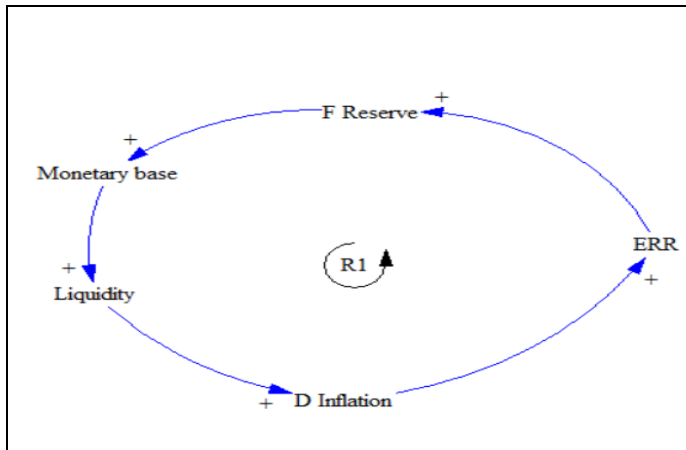 +
F Reserve
+
Monetary base
ERR
R1
+
+
Liquidity
D Inflation
+